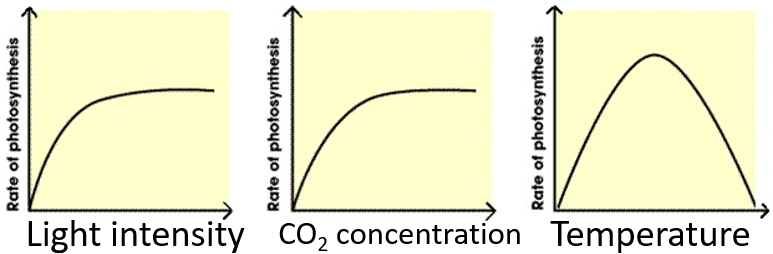 Rate of photosynthesis
Light intensity
Rate of photosynthesis
CO₂ concentration
Rate of photosynthesis
Temperature